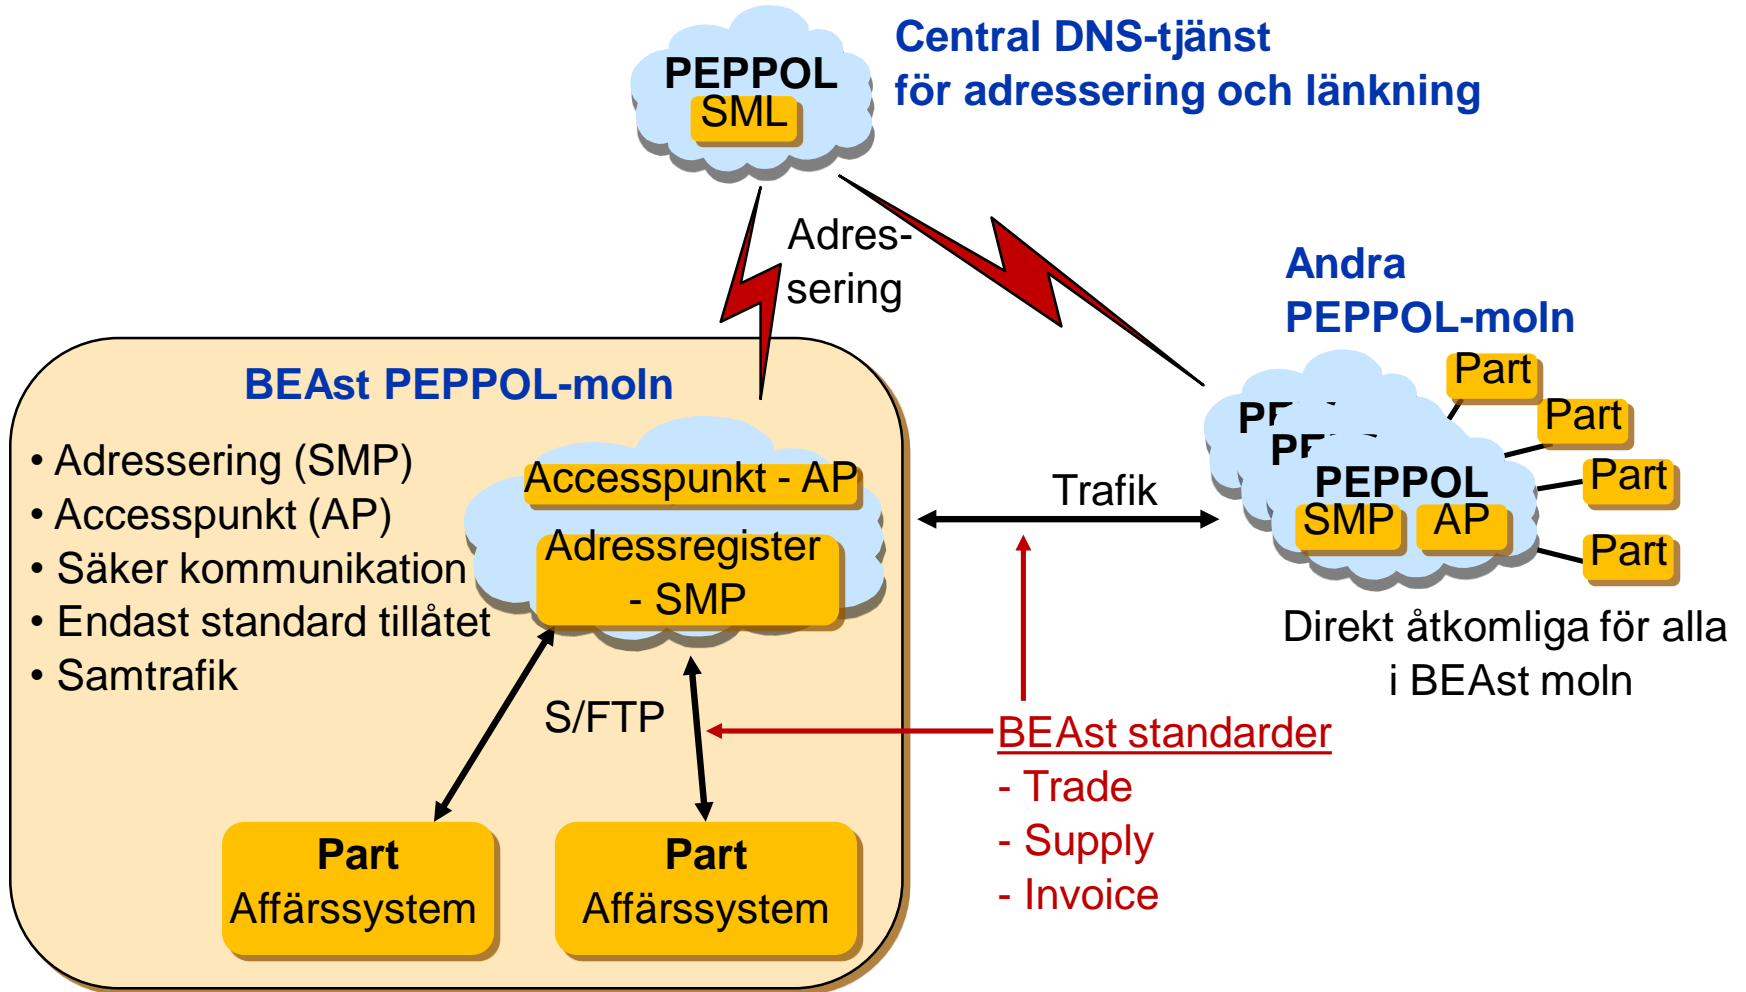 Central DNS-tjänst
för adressering och länkning
PEPPOL
SML
Adres-
sering
Andra
PEPPOL-moln
BEAst PEPPOL-moln
• Adressering (SMP)
• Accesspunkt (AP)
• Säker kommunikation
• Endast standard tillåtet
• Samtrafik
Accesspunkt - AP
Adressregister
- SMP
S/FTP
Part
Affärssystem
Part
Affärssystem
Trafik
PEPPOL
SMP AP
Part
Part
Part
Part
Direkt åtkomliga för alla
i BEAst moln
BEAst standarder
- Trade
- Supply
- Invoice